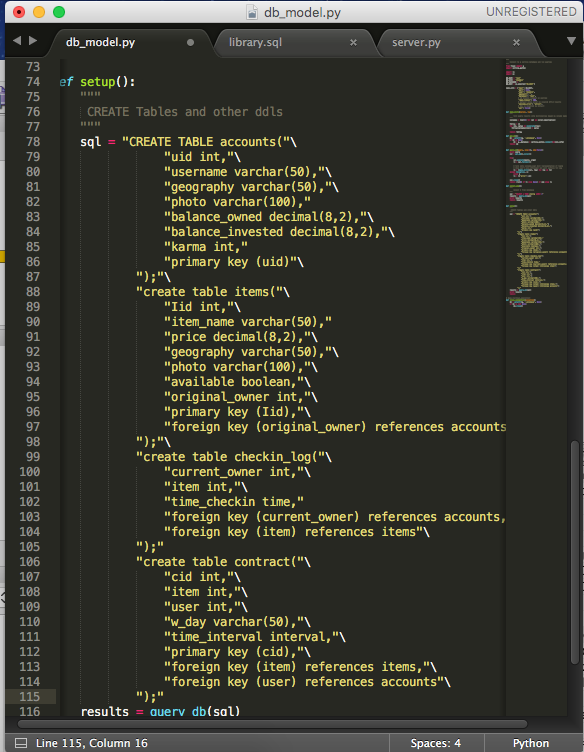 db_model.py
UNREGISTERED
db_model.py
library.sql
server.py
73
74 ef setup():
75 """
76 CREATE Tables and other ddls
77 """
78 sql = "CREATE TABLE accounts("\
79 "uid int,"\
80 "username varchar(50),"\
81 "geography varchar(50),"\
82 "photo varchar(100),"
83 "balance_owned decimal(8,2),"\
84 "balance_invested decimal(8,2),"\
85 "karma int,"\
86 "primary key (uid)"\
87 ");"\
88 "create table items("\
89 "Iid int,"\
90 "item_name varchar(50),"\
91 "price decimal(8,2),"\
92 "geography varchar(50),"\
93 "photo varchar(100),"\
94 "available boolean,"\
95 "original_owner int,"\
96 "primary key (Iid),"\
97 "foreign key (original_owner) references accounts
98 ");"\
99 "create table checkin_log("\
100 "current_owner int,"\
101 "item int,"\
102 "time_checkin time,"
103 "foreign key (current_owner) references accounts,
104 "foreign key (item) references items"\
105 ");"
106 "create table contract("\
107 "cid int,"\
108 "item int,"\
109 "user int,"\
110 "w_day varchar(50),"\
111 "time_interval interval,"\
112 "primary key (cid),"\
113 "foreign key (item) references items,"\
114 "foreign key (user) references accounts"\
115 ");"
116 results = query_db(sql)
Line 115, Column 16
Spaces: 4
Python